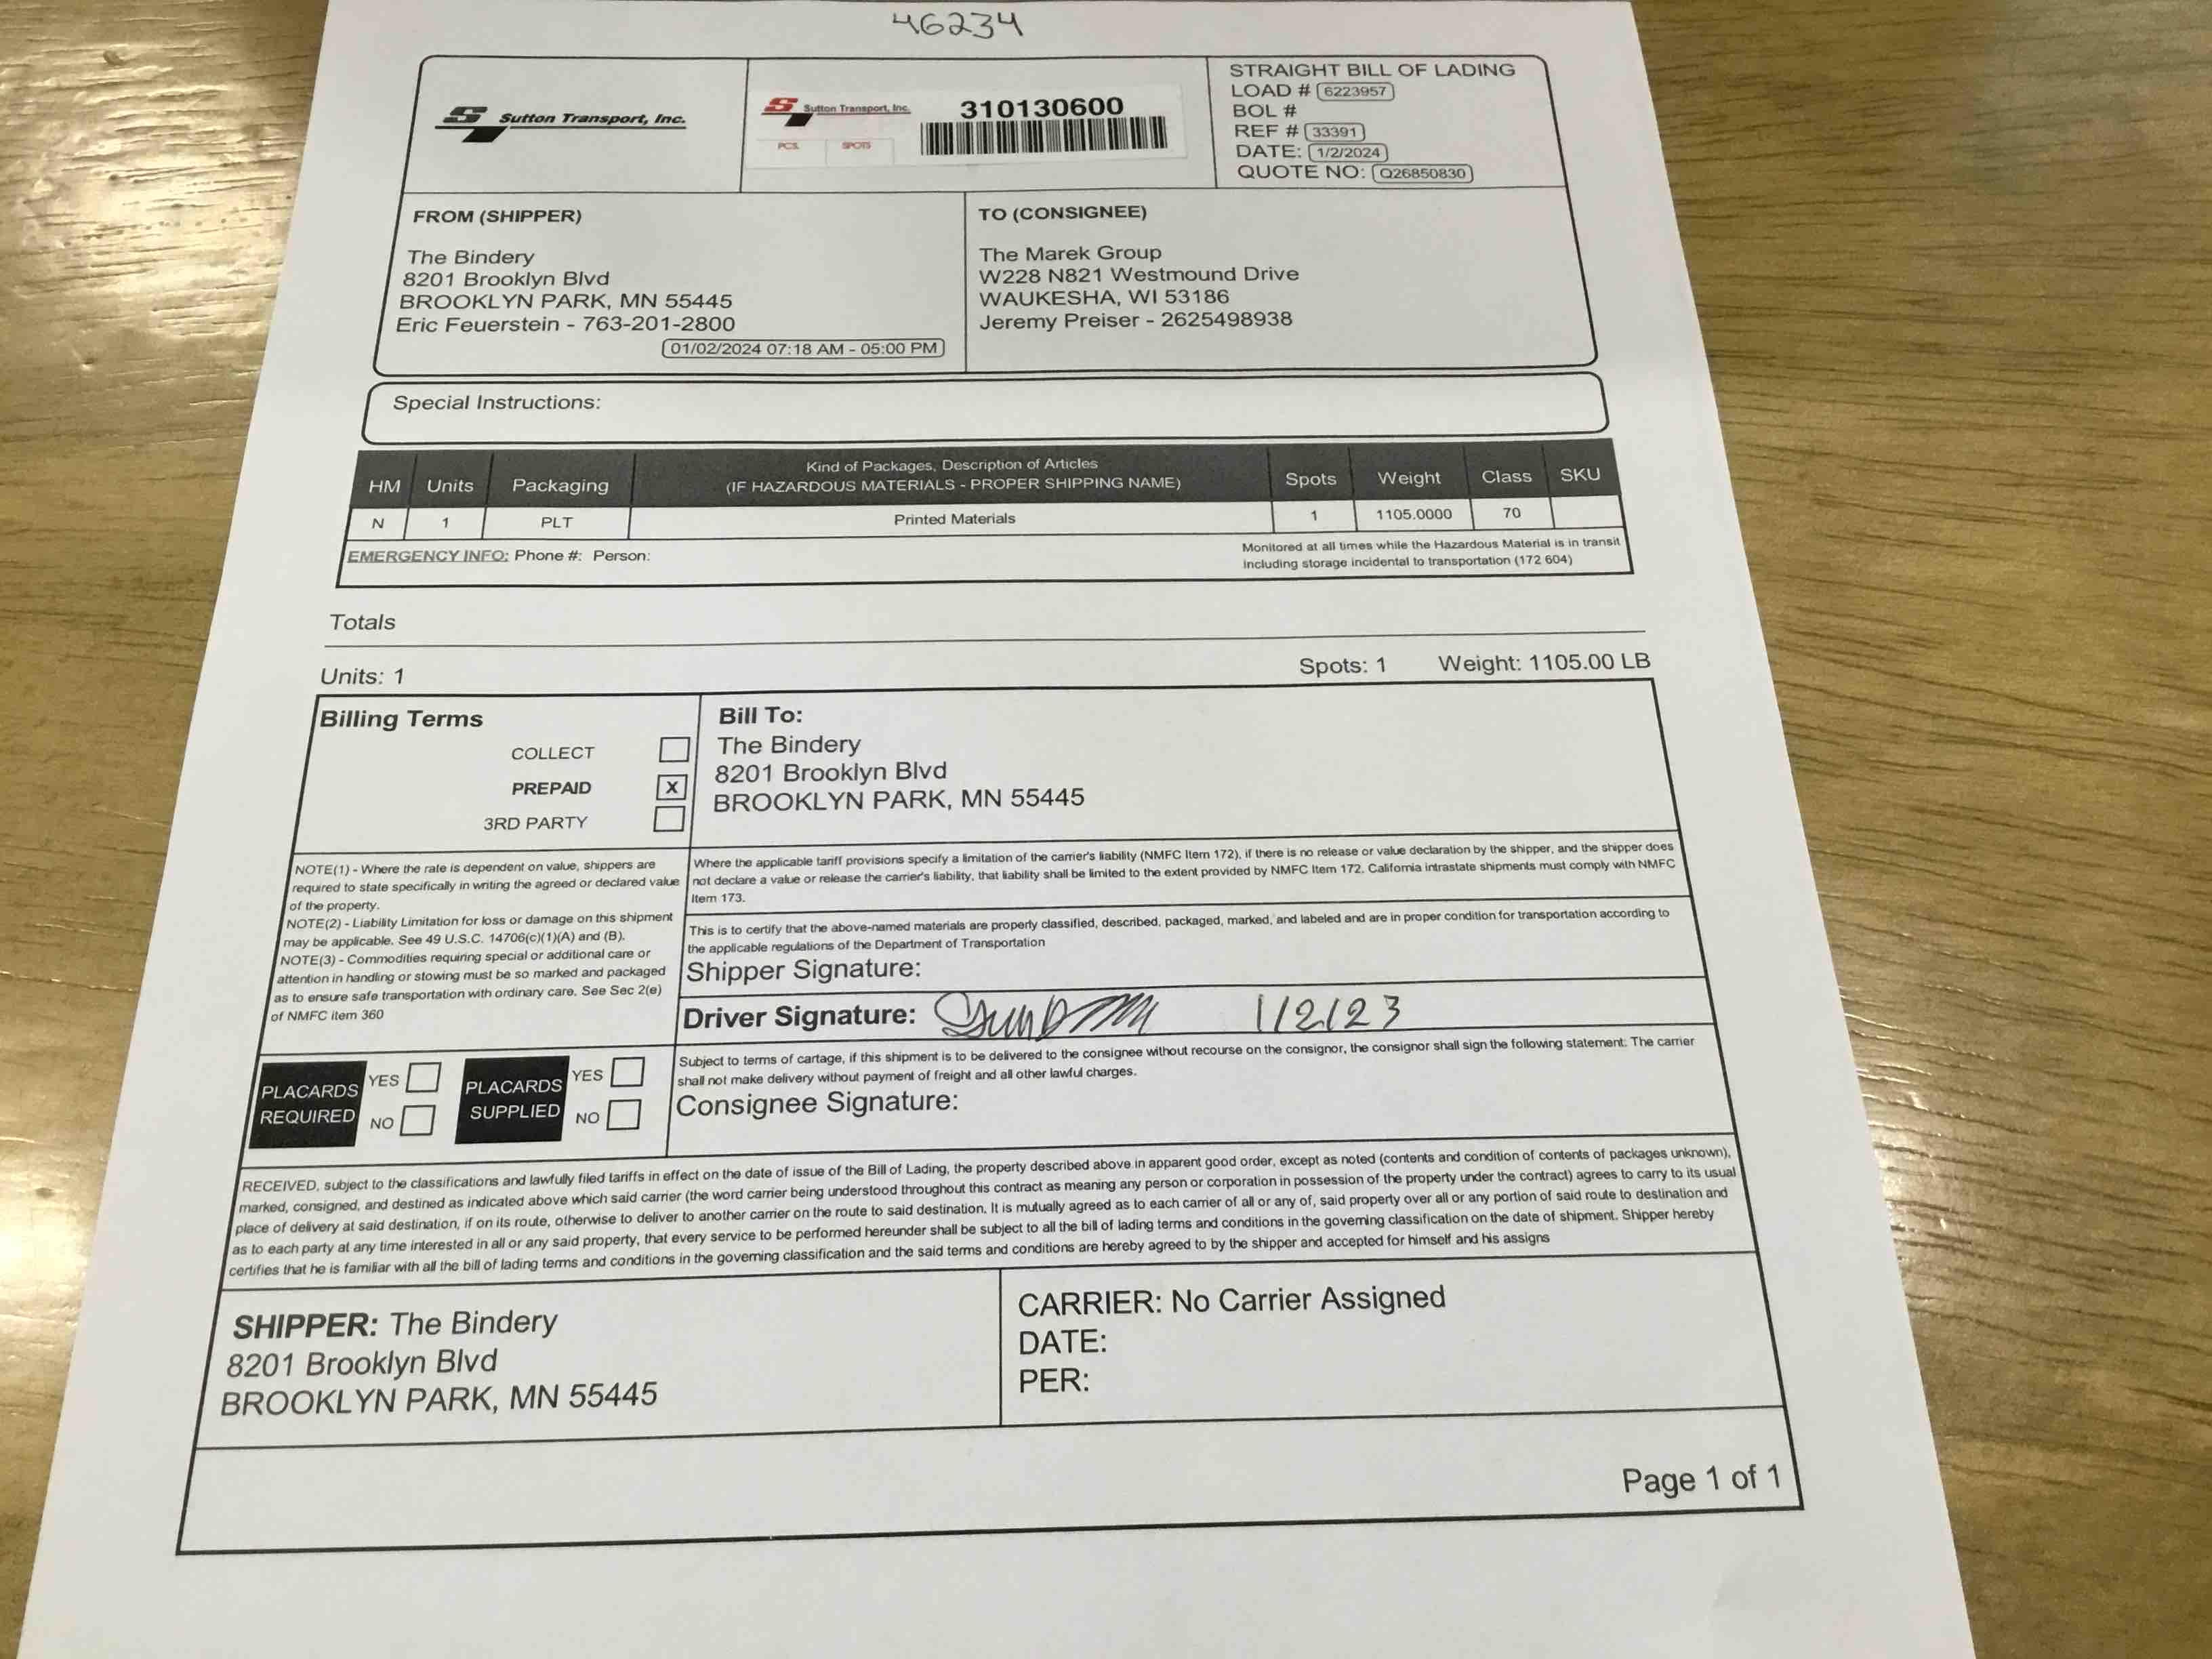 46234
Sutton Transport, Inc.
Sutton Transport, Inc.
310130600
PCS.
SPOTS
STRAIGHT BILL OF LADING
LOAD # 6223957
BOL #
REF # 33391
DATE: 1/2/2024
QUOTE NO: Q26850830
FROM (SHIPPER)
The Bindery
8201 Brooklyn Blvd
BROOKLYN PARK, MN 55445
Eric Feuerstein - 763-201-2800
01/02/2024 07:18 AM - 05:00 PM
TO (CONSIGNEE)
The Marek Group
W228 N821 Westmound Drive
WAUKESHA, WI 53186
Jeremy Preiser - 2625498938
Special Instructions:
HM Units Packaging Kind of Packages, Description of Articles
(IF HAZARDOUS MATERIALS - PROPER SHIPPING NAME) Spots Weight Class SKU
N 1 PLT Printed Materials 1 1105.0000 70
EMERGENCY INFO: Phone #: Person:
Monitored at all times while the Hazardous Material is in transit
including storage incidental to transportation (172 604)
Totals
Units: 1 Spots: 1 Weight: 1105.00 LB
Billing Terms
COLLECT
PREPAID X
3RD PARTY
Bill To:
The Bindery
8201 Brooklyn Blvd
BROOKLYN PARK, MN 55445
NOTE(1) - Where the rate is dependent on value, shippers are
required to state specifically in writing the agreed or declared value
of the property.
NOTE(2) - Liability Limitation for loss or damage on this shipment
may be applicable. See 49 U.S.C. 14706(c)(1)(A) and (B).
NOTE(3) - Commodities requiring special or additional care or
attention in handling or stowing must be so marked and packaged
as to ensure safe transportation with ordinary care. See Sec 2(e)
of NMFC item 360
Where the applicable tariff provisions specify a limitation of the carrier's liability (NMFC Item 172), if there is no release or value declaration by the shipper, and the shipper does
not declare a value or release the carrier's liability, that liability shall be limited to the extent provided by NMFC Item 172. California intrastate shipments must comply with NMFC
Item 173.
This is to certify that the above-named materials are properly classified, described, packaged, marked, and labeled and are in proper condition for transportation according to
the applicable regulations of the Department of Transportation
Shipper Signature:
Driver Signature: 1/2/23
PLACARDS REQUIRED YES NO
PLACARDS SUPPLIED YES NO
Subject to terms of cartage, if this shipment is to be delivered to the consignee without recourse on the consignor, the consignor shall sign the following statement: The carrier
shall not make delivery without payment of freight and all other lawful charges.
Consignee Signature:
RECEIVED, subject to the classifications and lawfully filed tariffs in effect on the date of issue of the Bill of Lading, the property described above in apparent good order, except as noted (contents and condition of contents of packages unknown),
marked, consigned, and destined as indicated above which said carrier (the word carrier being understood throughout this contract as meaning any person or corporation in possession of the property under the contract) agrees to carry to its usual
place of delivery at said destination, if on its route, otherwise to deliver to another carrier on the route to said destination. It is mutually agreed as to each carrier of all or any of, said property over all or any portion of said route to destination and
as to each party at any time interested in all or any said property, that every service to be performed hereunder shall be subject to all the bill of lading terms and conditions in the governing classification on the date of shipment. Shipper hereby
certifies that he is familiar with all the bill of lading terms and conditions in the governing classification and the said terms and conditions are hereby agreed to by the shipper and accepted for himself and his assigns
SHIPPER: The Bindery
8201 Brooklyn Blvd
BROOKLYN PARK, MN 55445
CARRIER: No Carrier Assigned
DATE:
PER:
Page 1 of 1